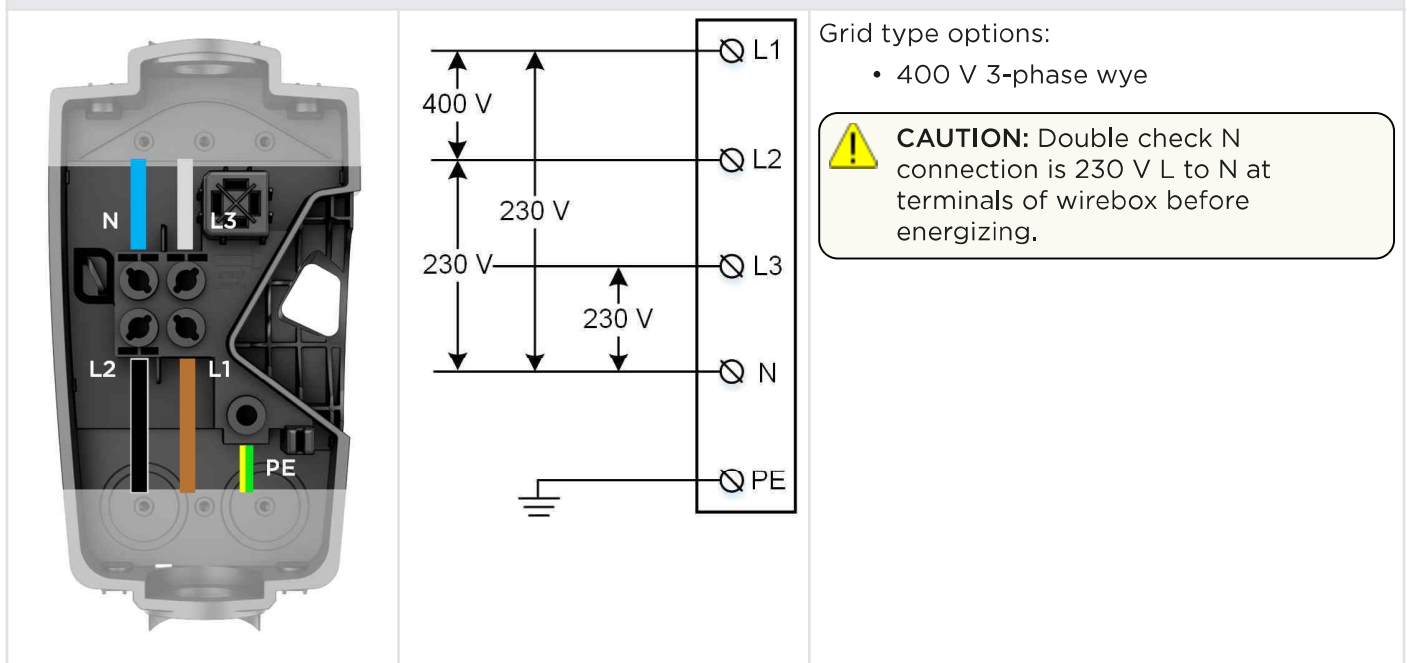 N
L3
L2
L1
PE
L1
400 V
L2
230 V
230 V
L3
230 V
N
PE
Grid type options:
• 400 V 3-phase wye
CAUTION: Double check N
connection is 230 V L to N at
terminals of wirebox before
energizing.